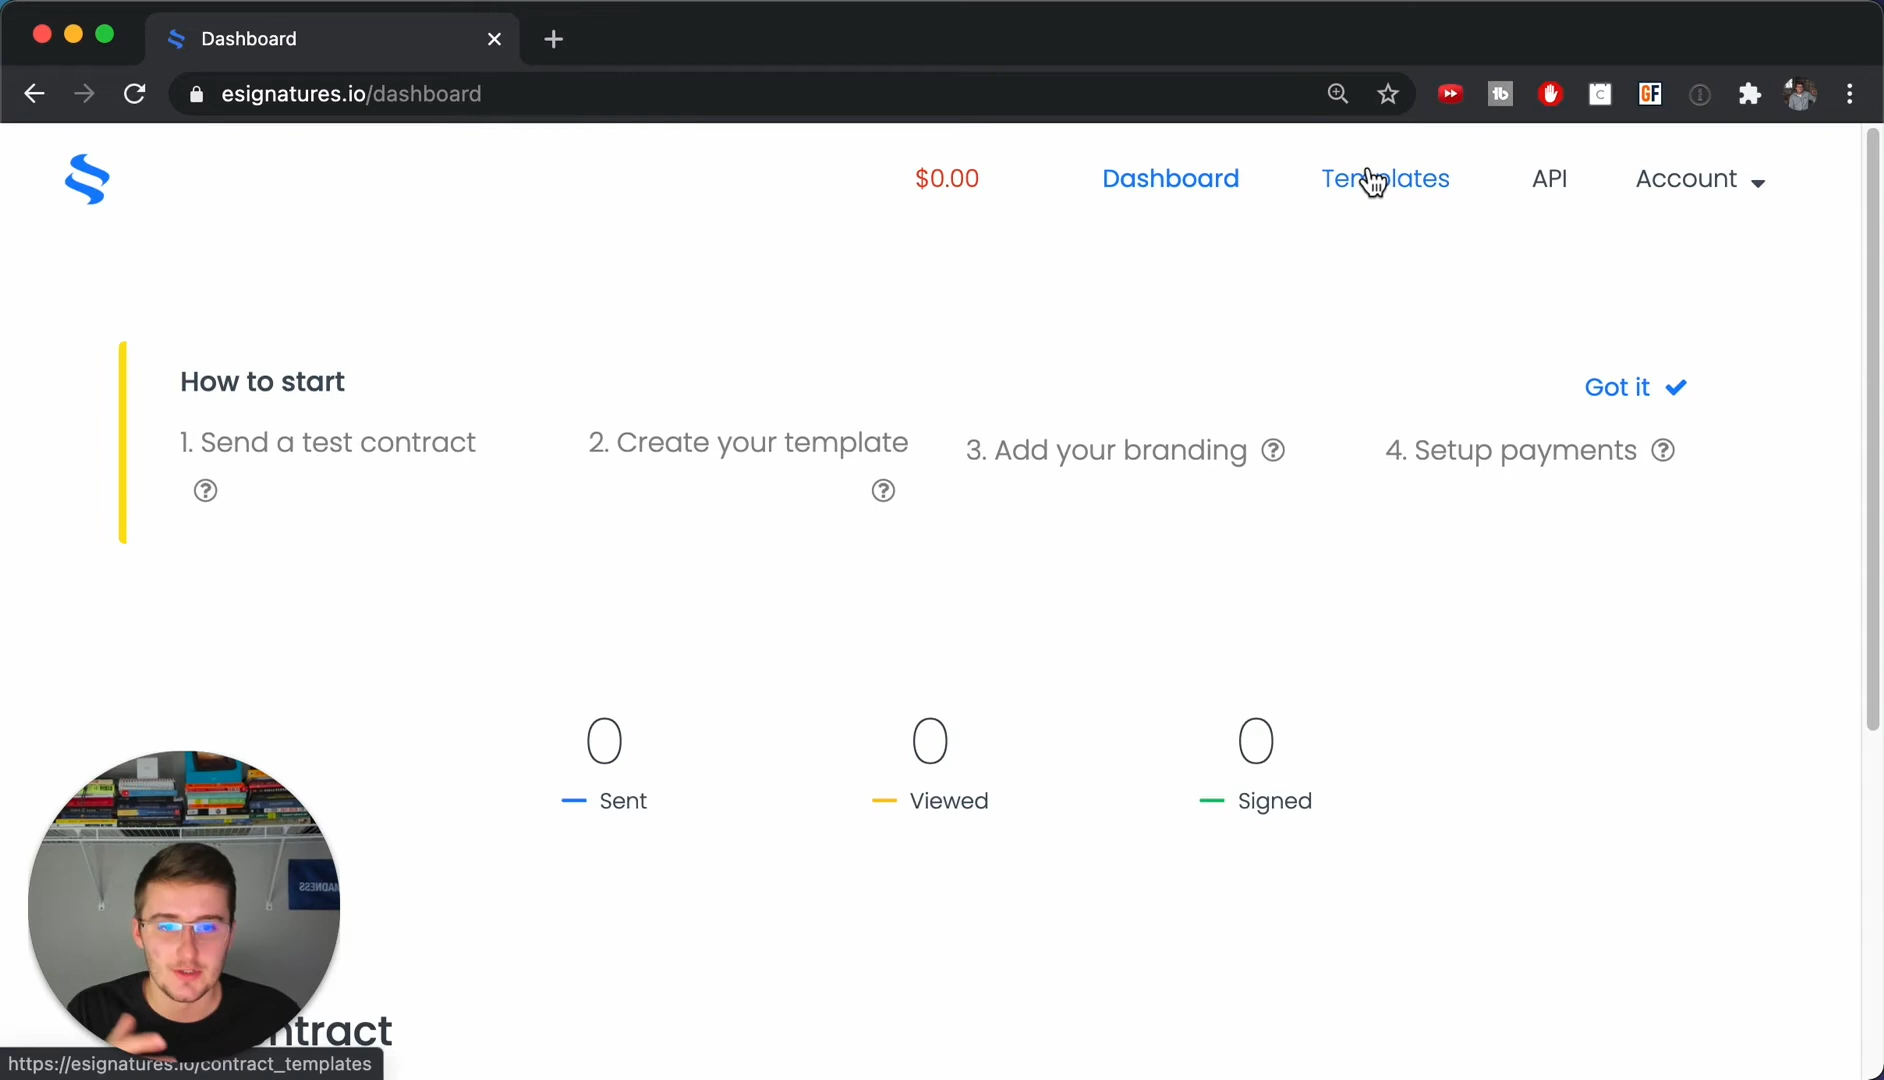 Dashboard
esignatures.io/dashboard
$0.00
Dashboard
Templates
API
Account
How to start
Got it
1. Send a test contract
2. Create your template
3. Add your branding
4. Setup payments
0
0
0
Sent
Viewed
Signed
ntract
https://esignatures.io/contract_templates